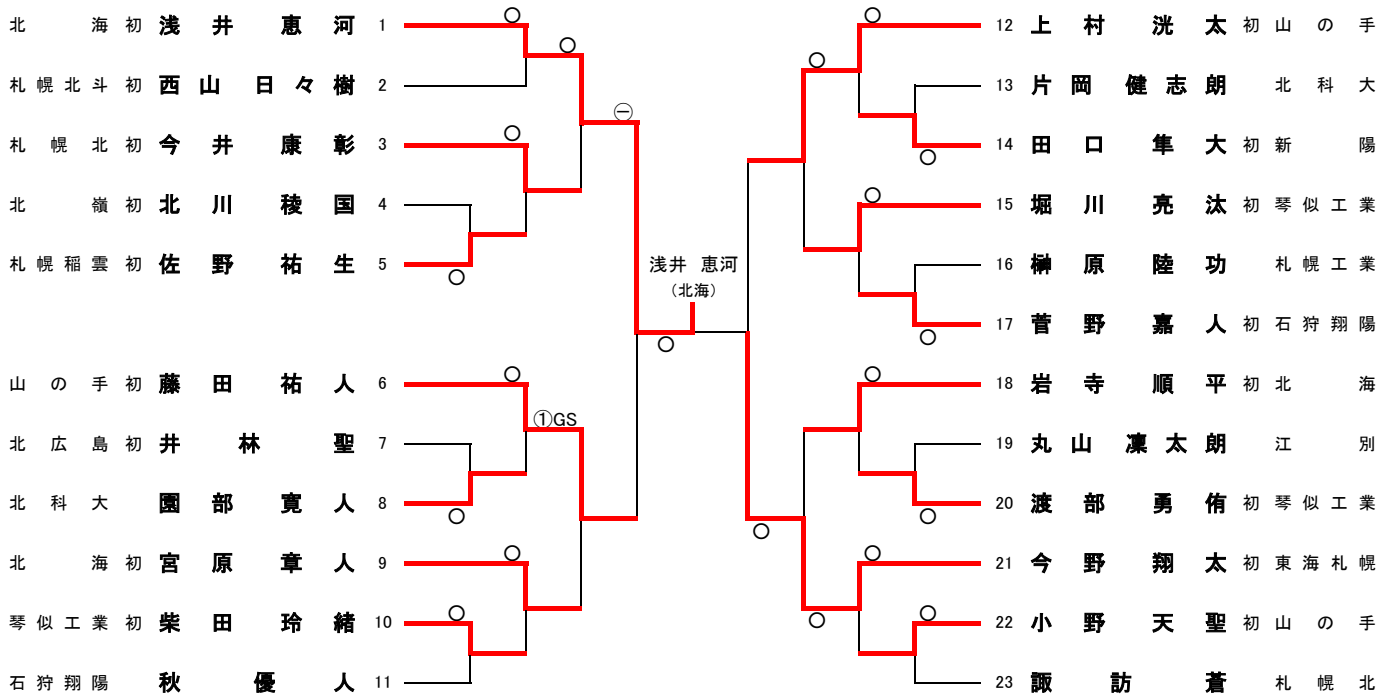 北海 初 浅井恵河 1 ○
○
札幌北斗 初 西山日々樹 2
㊀
札幌北 初 今井康彰 3 ○
北嶺 初 北川稜国 4
札幌稲雲 初 佐野祐生 5
○
浅井 恵河
(北海)
○
山の手 初 藤田祐人 6 ○
①GS
北広島 初 井林聖 7
北科大 園部寛人 8
○
北海 初 宮原章人 9 ○
琴似工業 初 柴田玲緒 10 ○
石狩翔陽 秋優人 11
○ 12 上村洸太 初 山の手
○
13 片岡健志朗 北科大
14 田口隼大 初 新陽
○
○ 15 堀川亮汰 初 琴似工業
16 榊原陸功 札幌工業
17 菅野嘉人 初 石狩翔陽
○
○ 18 岩寺順平 初 北海
19 丸山凜太朗 江別
20 渡部勇侑 初 琴似工業
○
○
○ 21 今野翔太 初 東海札幌
○
○ 22 小野天聖 初 山の手
23 諏訪蒼 札幌北